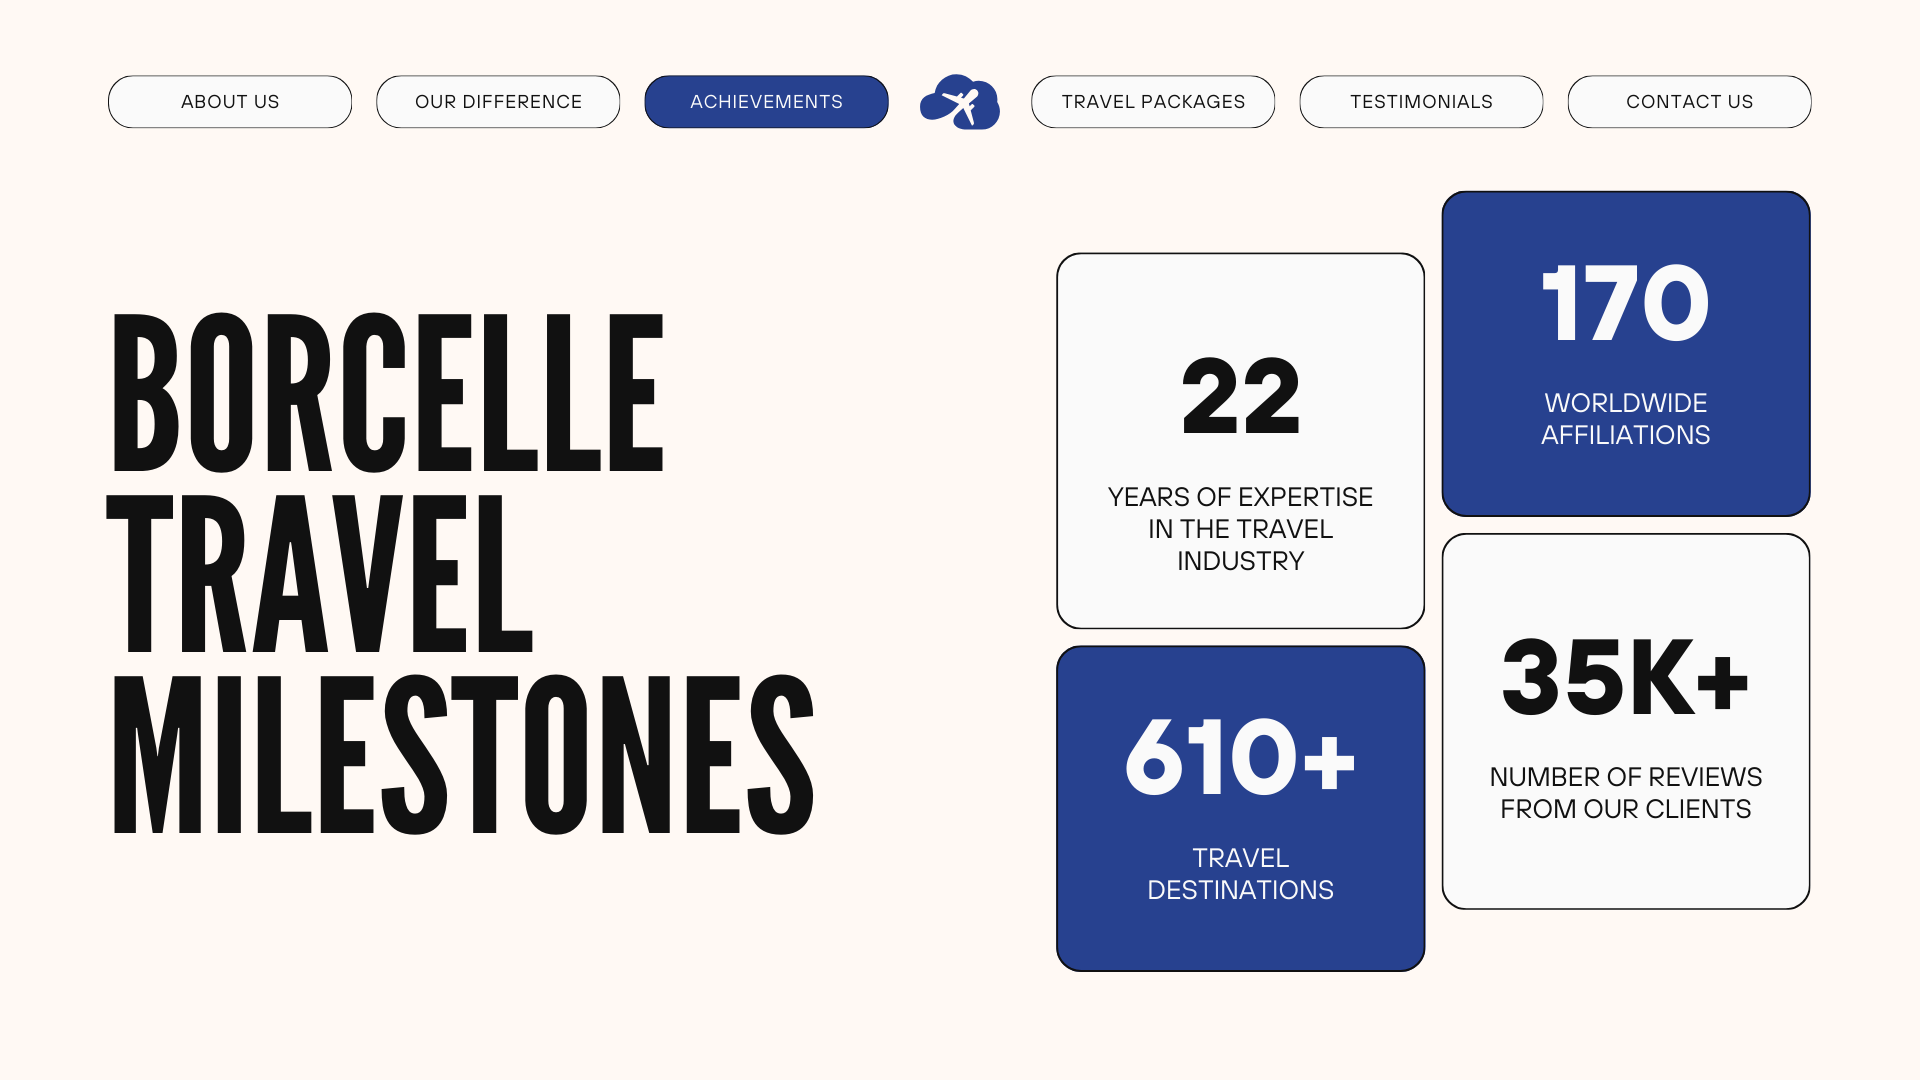 ABOUT US
OUR DIFFERENCE
ACHIEVEMENTS
TRAVEL PACKAGES
TESTIMONIALS
CONTACT US
BORCELLE
TRAVEL
MILESTONES
22
YEARS OF EXPERTISE
IN THE TRAVEL
INDUSTRY
170
WORLDWIDE
AFFILIATIONS
610+
TRAVEL
DESTINATIONS
35K+
NUMBER OF REVIEWS
FROM OUR CLIENTS